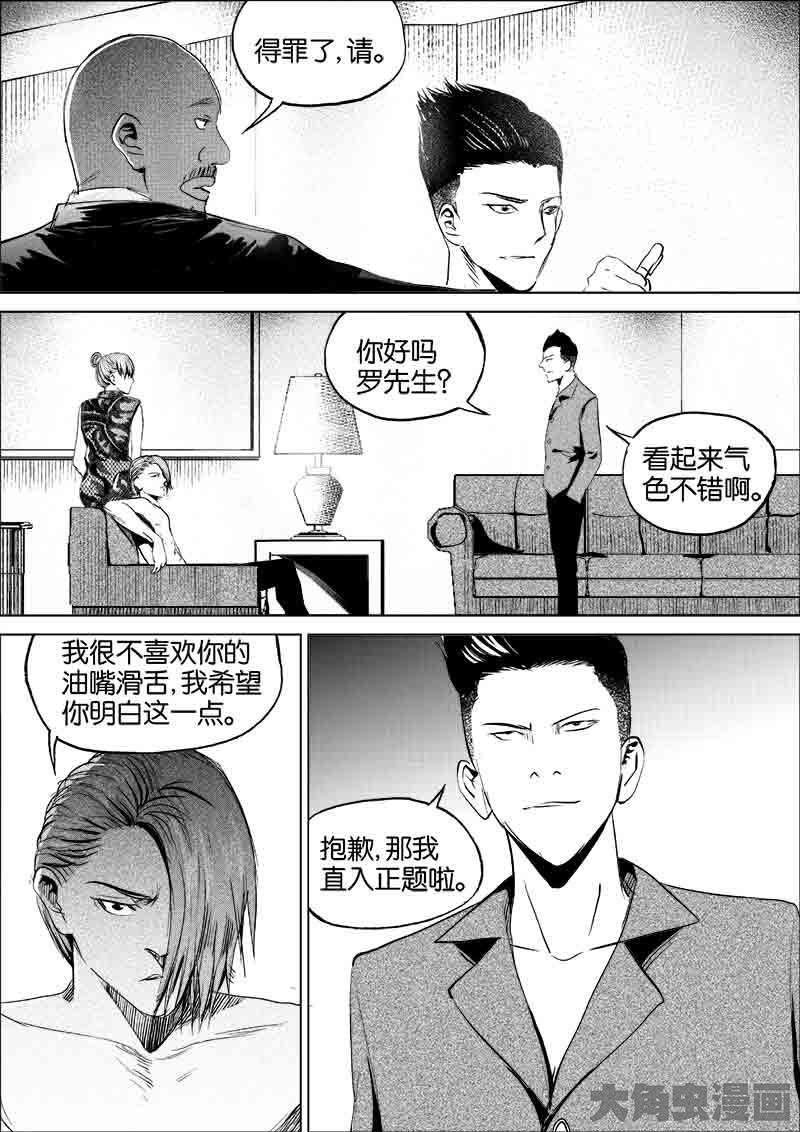 得罪了,请。
你好吗
罗先生?
看起来气
色不错啊。
我很不喜欢你的
油嘴滑舌,我希望
你明白这一点。
抱歉,那我
直入正题啦。
大角虫漫画